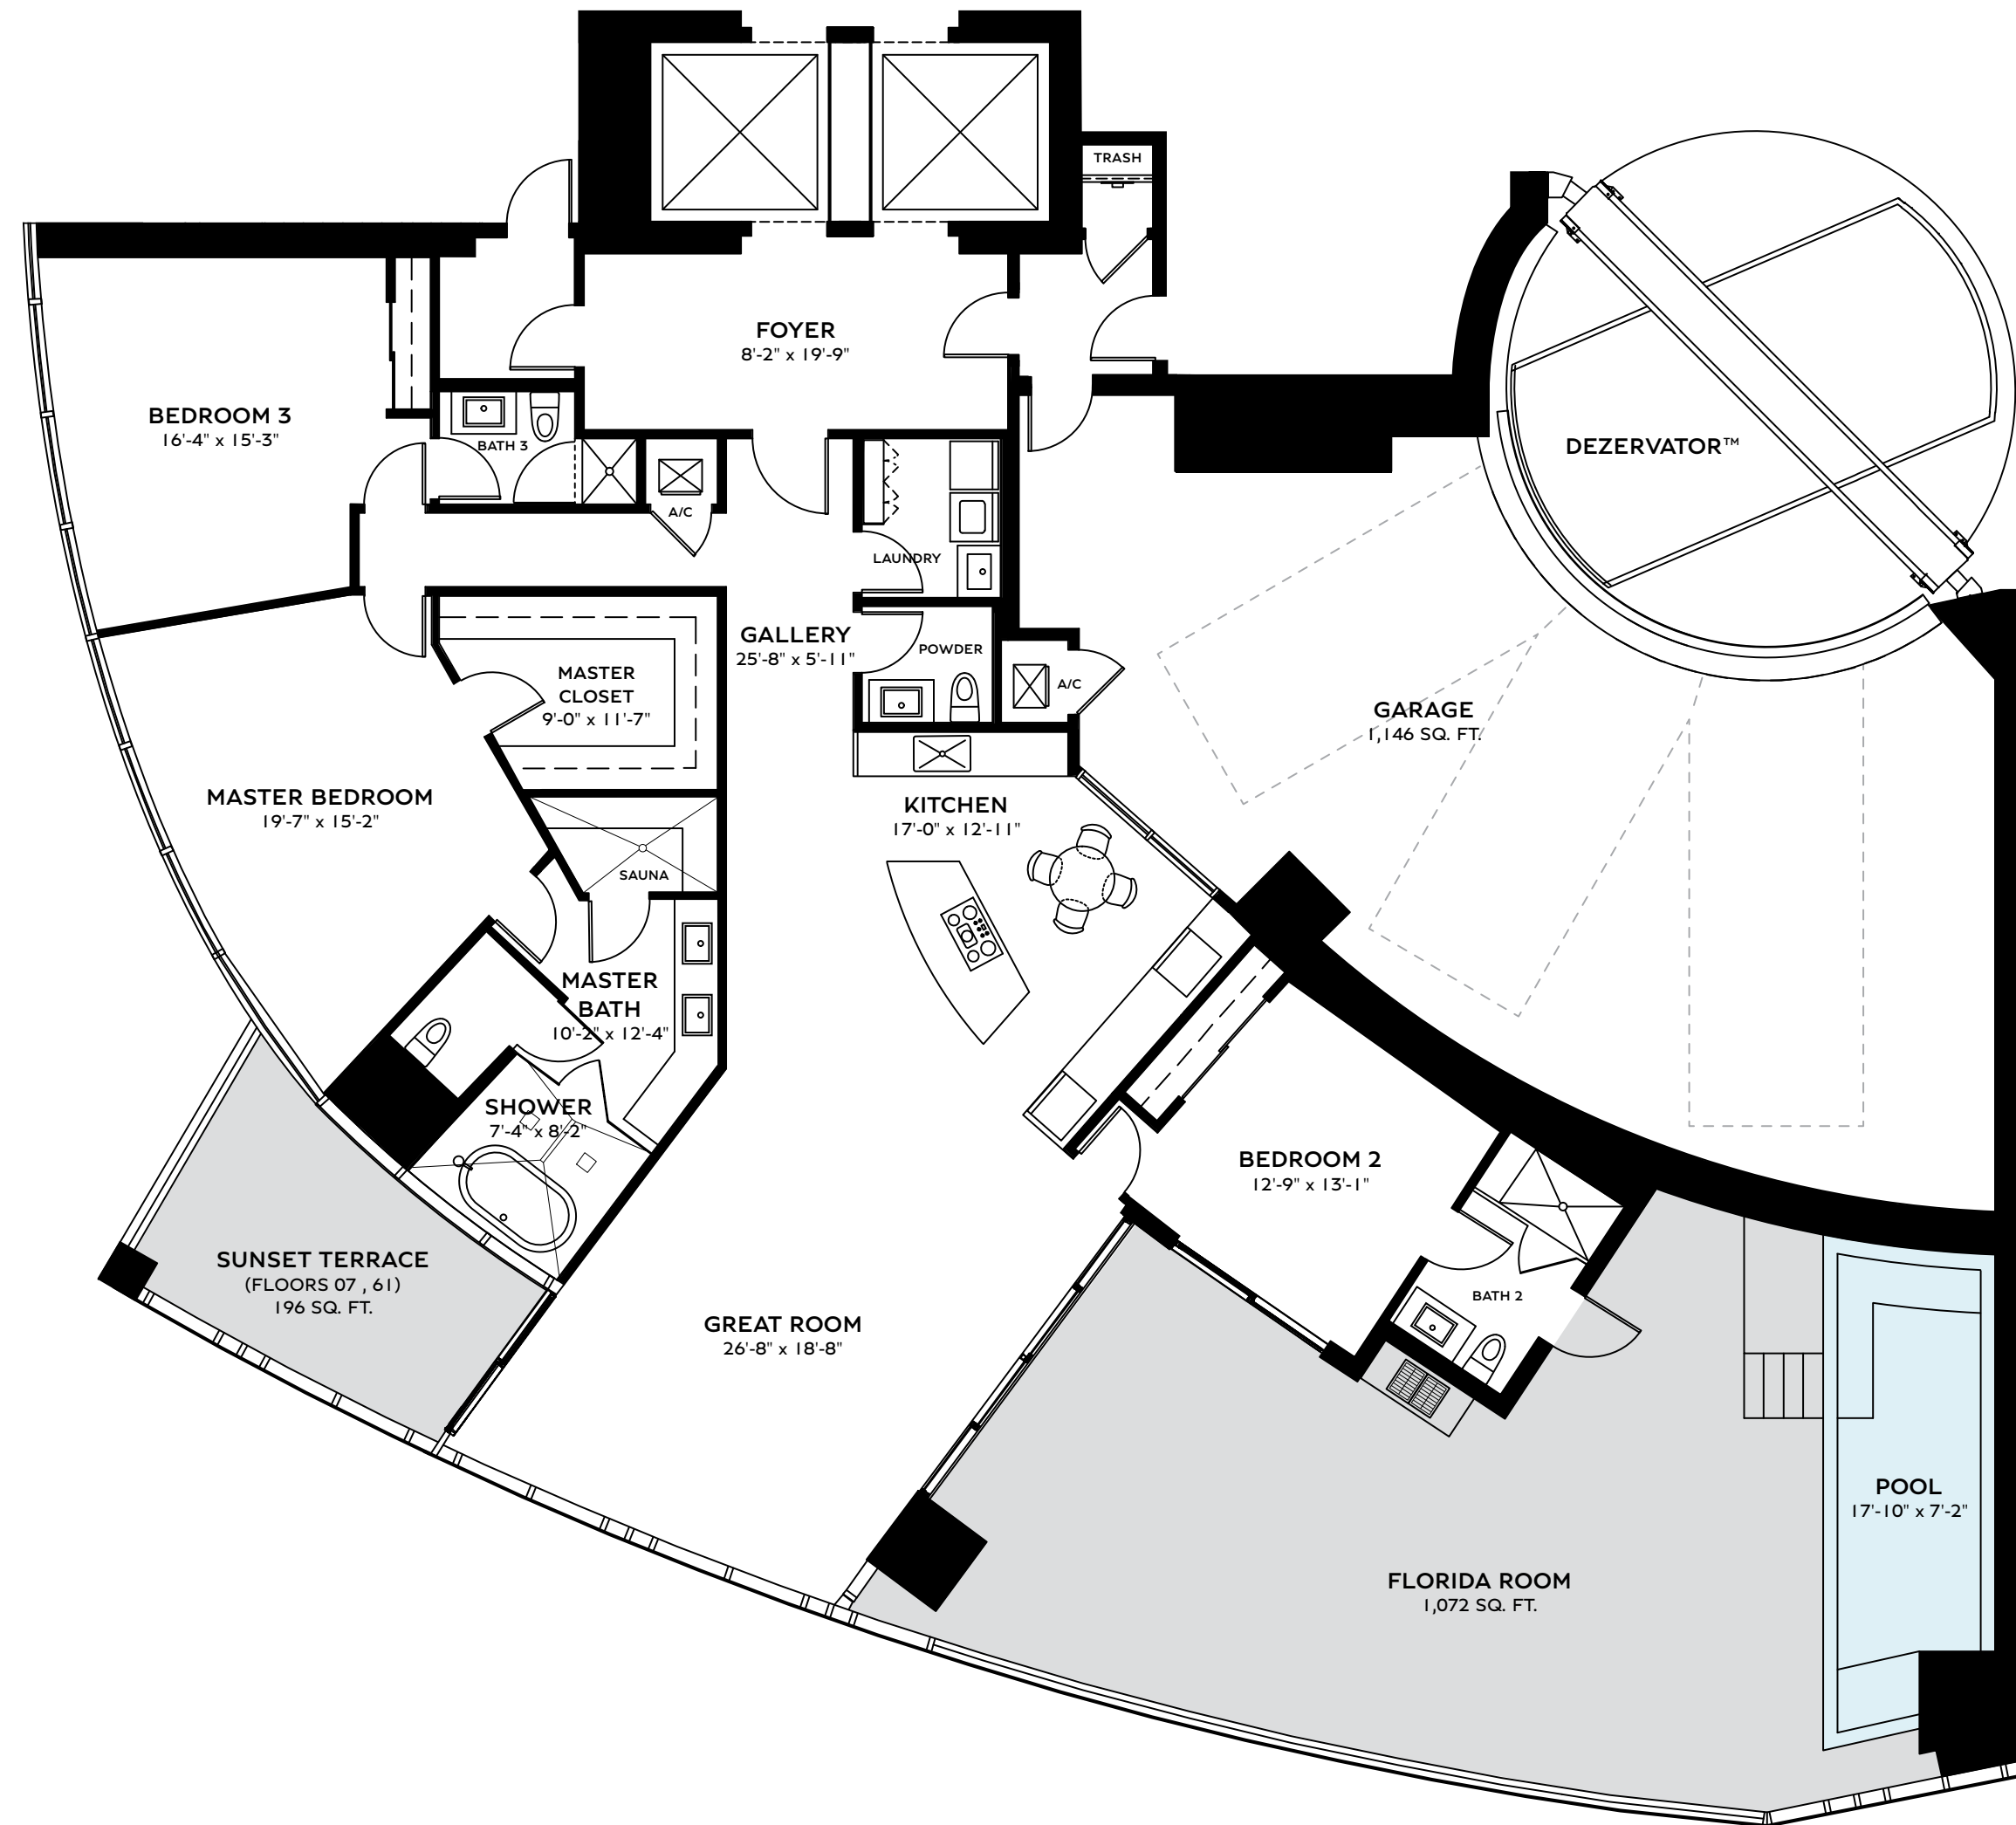 TRASH
FOYER
8'-2" x 19'-9"
BEDROOM 3
16'-4" x 15'-3"
BATH 3
A/C
DEZERVATOR™
LAUNDRY
GALLERY
25'-8" x 5'-11"
POWDER
A/C
MASTER
CLOSET
9'-0" x 11'-7"
GARAGE
1,146 SQ. FT.
MASTER BEDROOM
19'-7" x 15'-2"
KITCHEN
17'-0" x 12'-11"
SAUNA
MASTER
BATH
10'-2" x 12'-4"
SHOWER
7'-4" x 8'-2"
BEDROOM 2
12'-9" x 13'-1"
SUNSET TERRACE
(FLOORS 07 , 61)
196 SQ. FT.
BATH 2
GREAT ROOM
26'-8" x 18'-8"
POOL
17'-10" x 7'-2"
FLORIDA ROOM
1,072 SQ. FT.